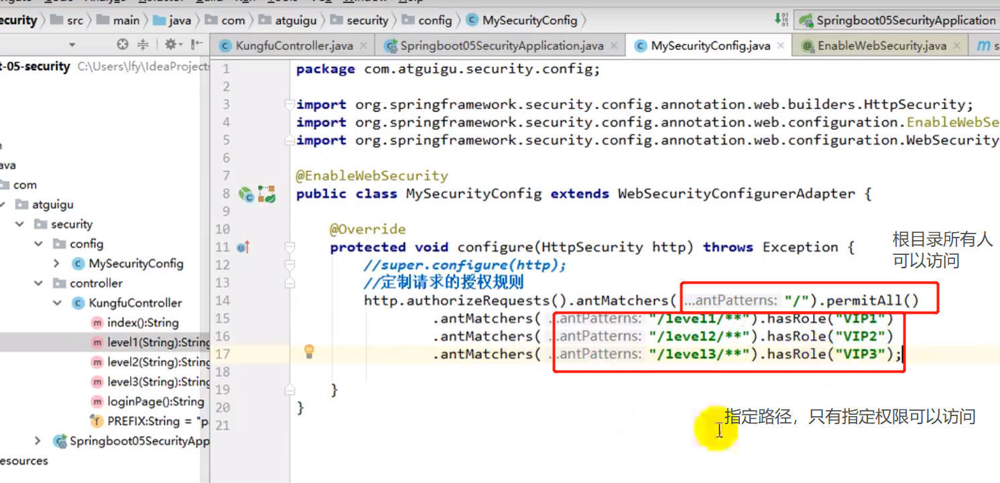 ecurity src main java com atguigu security config MySecurityConfig Springboot05SecurityApplication
KungfuController.java Springboot05SecurityApplication.java MySecurityConfig.java EnableWebSecurity.java
t-05-security C:\Users\lfy\IdeaProjects
com
atguigu
security
config
MySecurityConfig
controller
KungfuController
index():String
level1(String):String
level2(String):String
level3(String):String
loginPage():String
PREFIX:String = "p
Springboot05SecurityApp
esources
1 package com.atguigu.security.config;
2
3 import org.springframework.security.config.annotation.web.builders.HttpSecurity;
4 import org.springframework.security.config.annotation.web.configuration.EnableWebSe
5 import org.springframework.security.config.annotation.web.configuration.WebSecurity
6
7 @EnableWebSecurity
8 public class MySecurityConfig extends WebSecurityConfigurerAdapter {
9
10 @Override
11 protected void configure(HttpSecurity http) throws Exception {
12 //super.configure(http);
13 //定制请求的授权规则
14 http.authorizeRequests().antMatchers( ...antPatterns: "/").permitAll()
15 .antMatchers( ...antPatterns: "/level1/**").hasRole("VIP1")
16 .antMatchers( ...antPatterns: "/level2/**").hasRole("VIP2")
17 .antMatchers( ...antPatterns: "/level3/**").hasRole("VIP3");
18
19 }
20 }
21
根目录所有人
可以访问
指定路径，只有指定权限可以访问